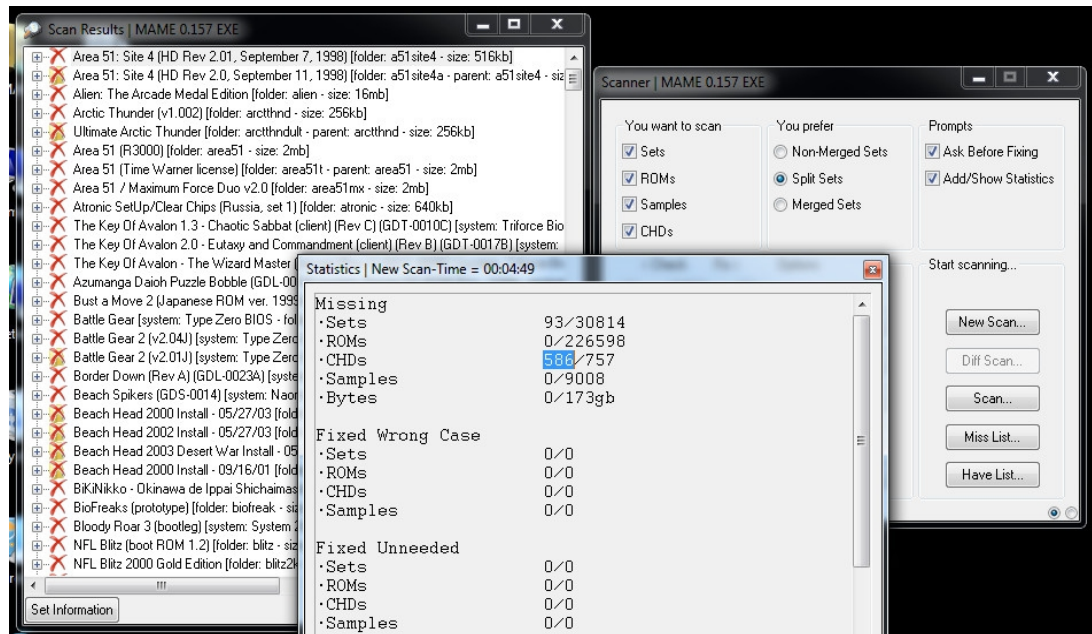 Scan Results | MAME 0.157 EXE
Area 51: Site 4 (HD Rev 2.01, September 7, 1998) [folder: a51site4 - size: 516kb]
Area 51: Site 4 (HD Rev 2.0, September 11, 1998) [folder: a51site4a - parent: a51site4 - siz
Alien: The Arcade Medal Edition [folder: alien - size: 16mb]
Arctic Thunder (v1.002) [folder: arctthnd - size: 256kb]
Ultimate Arctic Thunder [folder: arctthndult - parent: arctthnd - size: 256kb]
Area 51 (R3000) [folder: area51 - size: 2mb]
Area 51 (Time Warner license) [folder: area51t - parent: area51 - size: 2mb]
Area 51 / Maximum Force Duo v2.0 [folder: area51mx - size: 2mb]
Atronic SetUp/Clear Chips (Russia, set 1) [folder: atronic - size: 640kb]
The Key Of Avalon 1.3 - Chaotic Sabbat (client) (Rev C) (GDT-0010C) [system: Triforce Bio
The Key Of Avalon 2.0 - Eutaxy and Commandment (client) (Rev B) (GDT-0017B) [system:
The Key Of Avalon - The Wizard Master (
Azumanga Daioh Puzzle Bobble (GDL-00
Bust a Move 2 (Japanese ROM ver. 1999
Battle Gear [system: Type Zero BIOS - fol
Battle Gear 2 (v2.04J) [system: Type Zero
Battle Gear 2 (v2.01J) [system: Type Zero
Border Down (Rev A) (GDL-0023A) [syste
Beach Spikers (GDS-0014) [system: Naom
Beach Head 2000 Install - 05/27/03 [fold
Beach Head 2002 Install - 05/27/03 [fold
Beach Head 2003 Desert War Install - 05
Beach Head 2000 Install - 09/16/01 [fold
BiKiNikko - Okinawa de Ippai Shichaimas
BioFreaks (prototype) [folder: biofreak - siz
Bloody Roar 3 (bootleg) [system: System 2
NFL Blitz (boot ROM 1.2) [folder: blitz - siz
NFL Blitz 2000 Gold Edition [folder: blitz2k
Set Information
Scanner | MAME 0.157 EXE
You want to scan
Sets
ROMs
Samples
CHDs
You prefer
Non-Merged Sets
Split Sets
Merged Sets
Prompts
Ask Before Fixing
Add/Show Statistics
Start scanning...
New Scan...
Diff Scan...
Scan...
Miss List...
Have List...
Statistics | New Scan-Time = 00:04:49
Missing
·Sets 93/30814
·ROMs 0/226598
·CHDs 586/757
·Samples 0/9008
·Bytes 0/173gb
Fixed Wrong Case
·Sets 0/0
·ROMs 0/0
·CHDs 0/0
·Samples 0/0
Fixed Unneeded
·Sets 0/0
·ROMs 0/0
·CHDs 0/0
·Samples 0/0